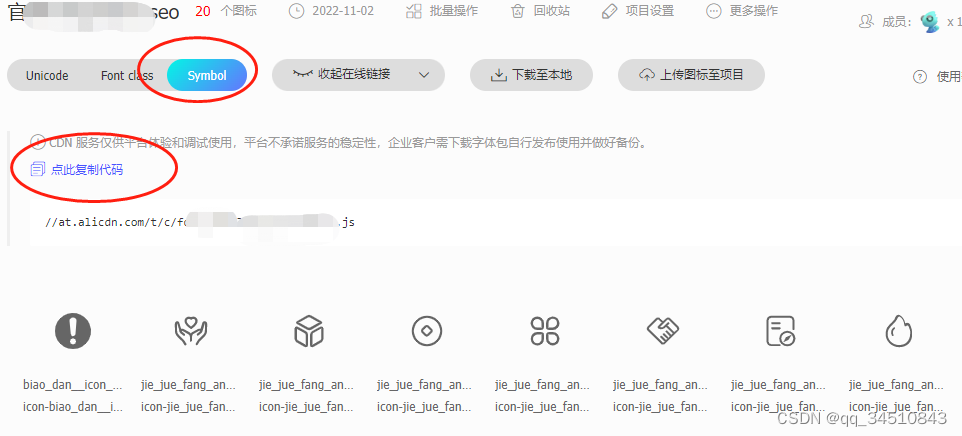 官 seo 20 个图标 2022-11-02 批量操作 回收站 项目设置 更多操作
成员： x 1
Unicode Font class Symbol 收起在线链接 下载至本地 上传图标至项目 使用
CDN 服务仅供平台体验和调试使用，平台不承诺服务的稳定性，企业客户需下载字体包自行发布使用并做好备份。
点此复制代码
//at.alicdn.com/t/c/fo .js
biao_dan__icon_... jie_jue_fang_an... jie_jue_fang_an... jie_jue_fang_an... jie_jue_fang_an... jie_jue_fang_an... jie_jue_fang_an... jie_jue_fang_an...
icon-biao_dan__i... icon-jie_jue_fan... icon-jie_jue_fan... icon-jie_jue_fan... icon-jie_jue_fan... icon-jie_jue_fan... icon-jie_jue_fan... icon-jie_jue_fan...
CSDN @qq_34510843